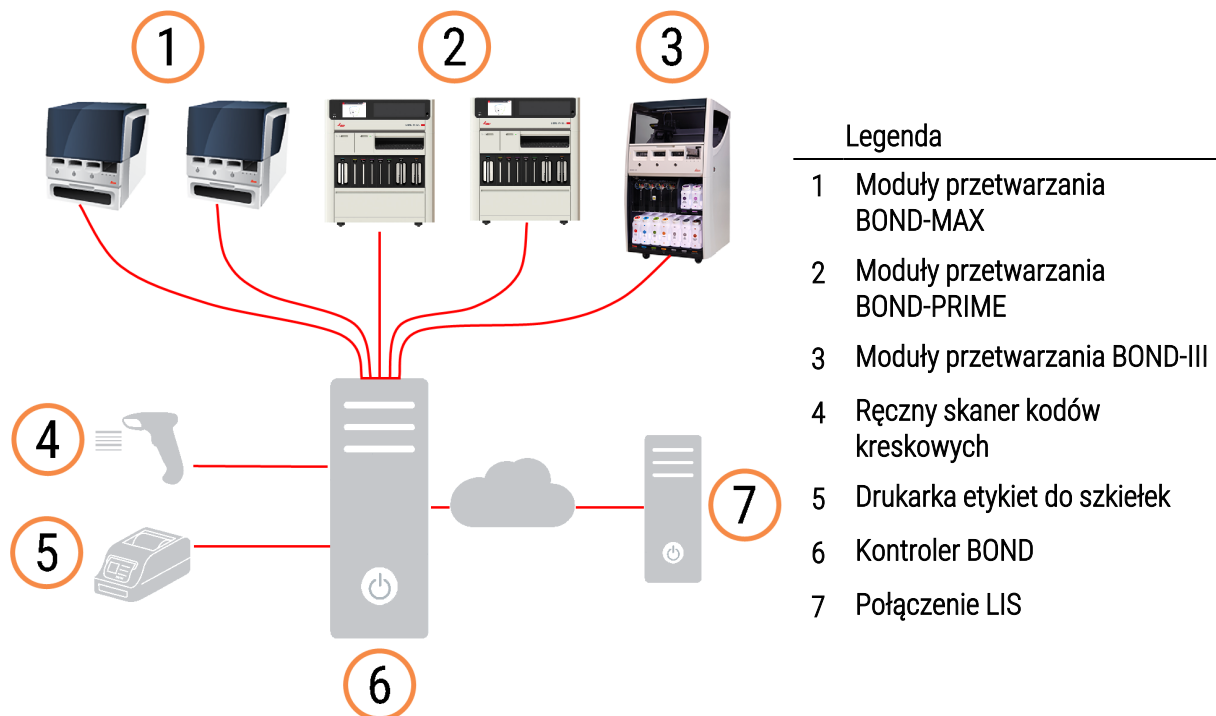 1
2
3
4
5
6
7
Legenda
1 Moduły przetwarzania
BOND-MAX
2 Moduły przetwarzania
BOND-PRIME
3 Moduły przetwarzania BOND-III
4 Ręczny skaner kodów
kreskowych
5 Drukarka etykiet do szkiełek
6 Kontroler BOND
7 Połączenie LIS